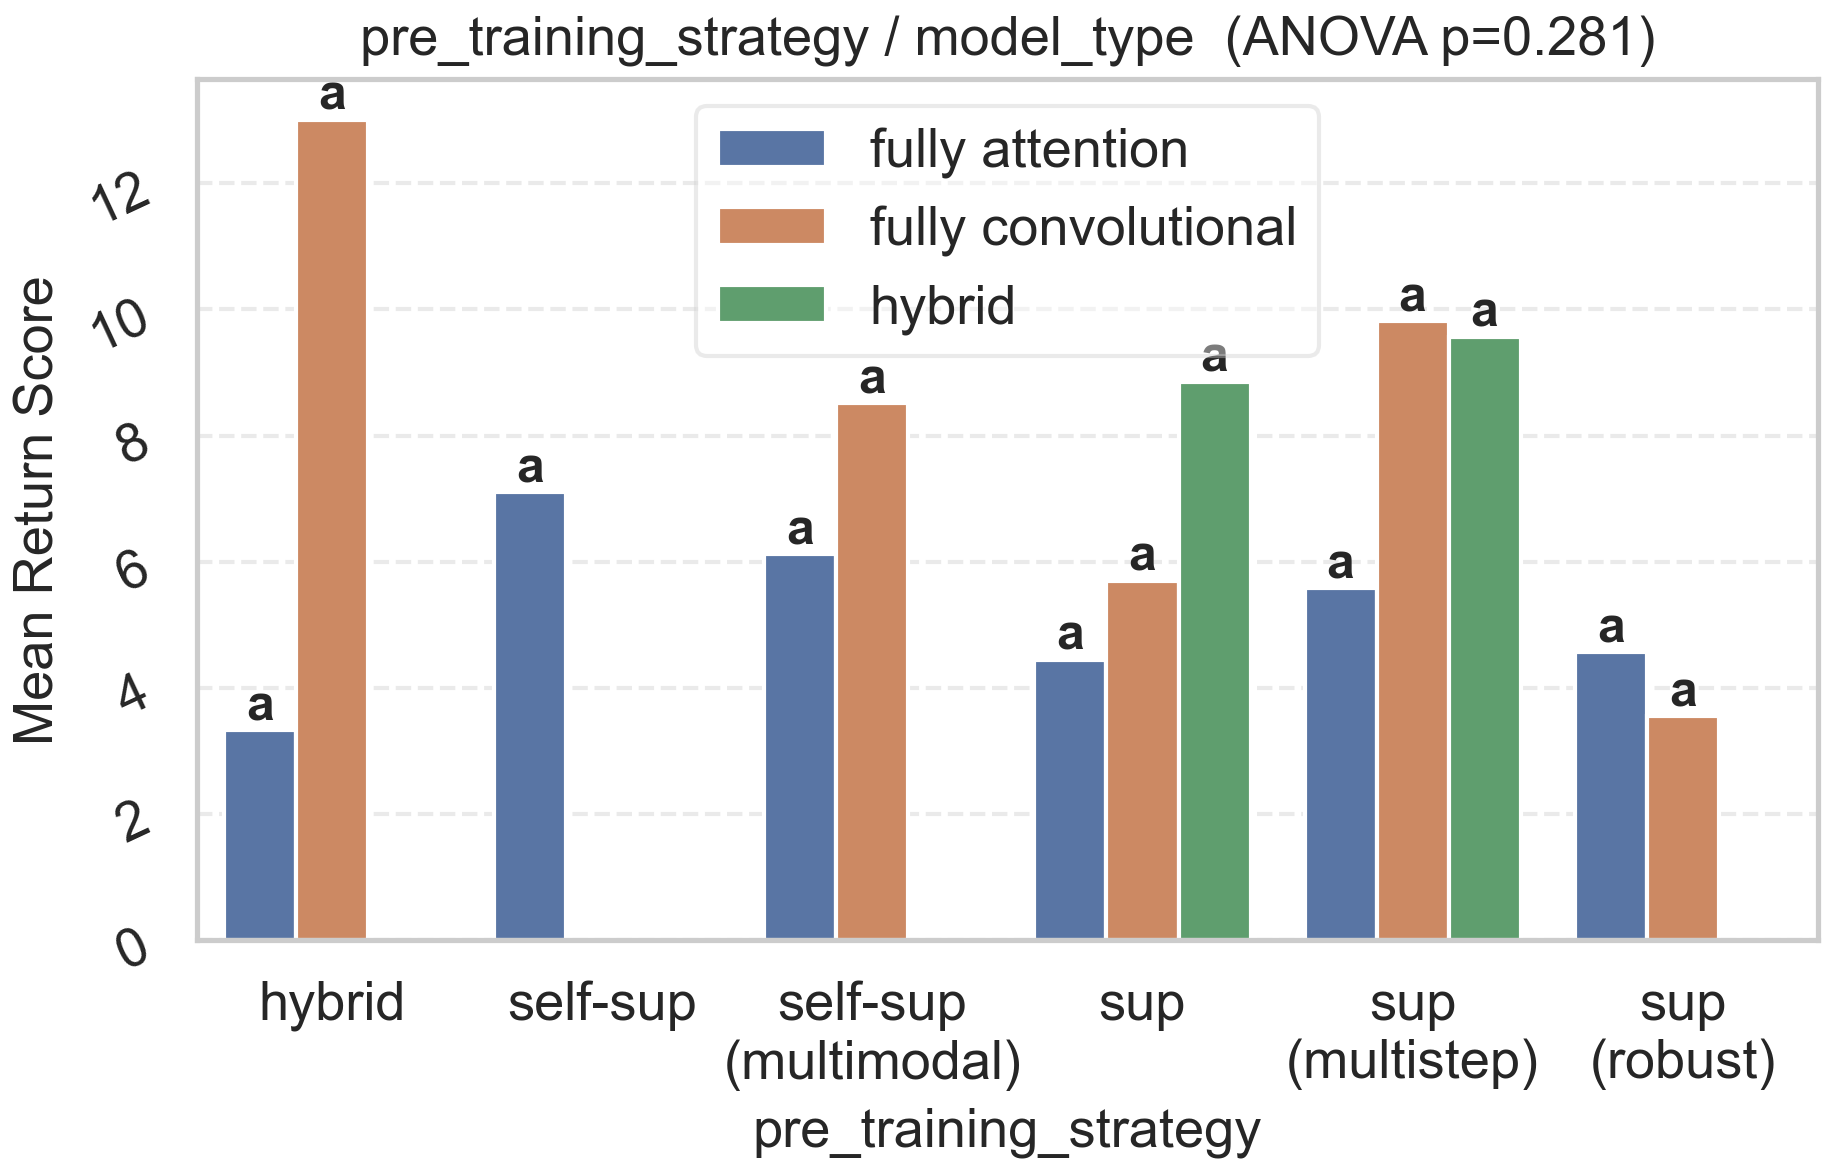 pre_training_strategy / model_type (ANOVA p=0.281)
Mean Return Score
12
10
8
6
4
2
0
fully attention
fully convolutional
hybrid
a
a
a
a
a
a
a
a
a
a
a
a
a
hybrid
self-sup
self-sup
(multimodal)
sup
sup
(multistep)
sup
(robust)
pre_training_strategy